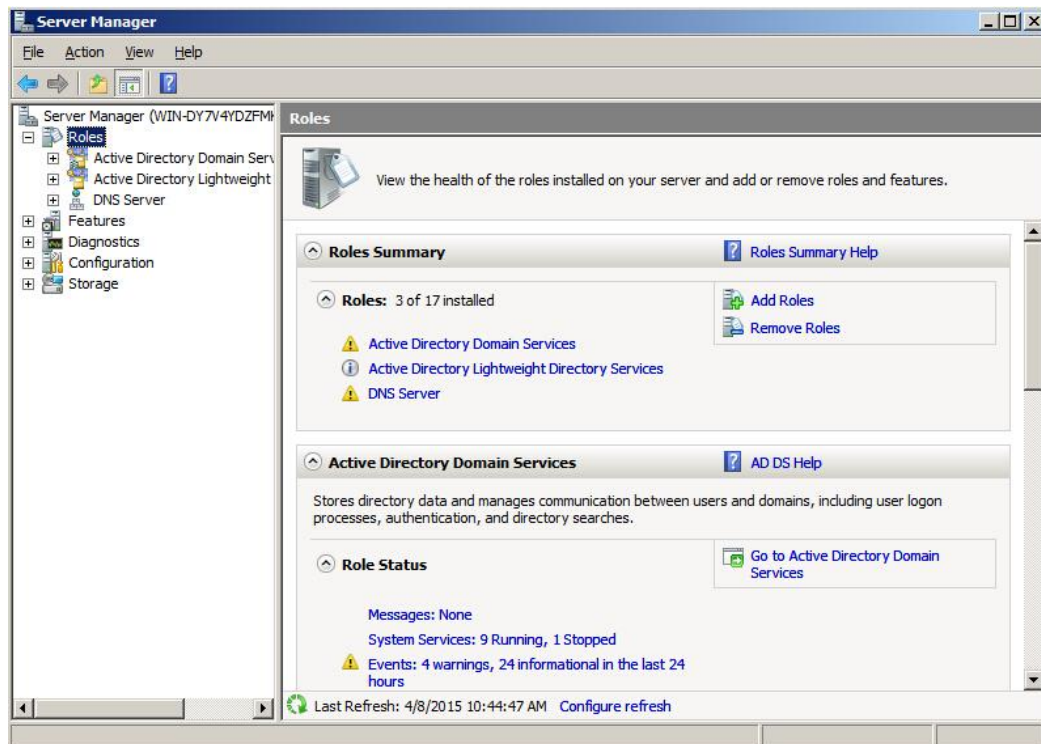 Server Manager
File Action View Help
Server Manager (WIN-DY7V4YDZFM
Roles
Active Directory Domain Serv
Active Directory Lightweight
DNS Server
Features
Diagnostics
Configuration
Storage
Roles
View the health of the roles installed on your server and add or remove roles and features.
Roles Summary
Roles Summary Help
Roles: 3 of 17 installed
Add Roles
Remove Roles
Active Directory Domain Services
Active Directory Lightweight Directory Services
DNS Server
Active Directory Domain Services
AD DS Help
Stores directory data and manages communication between users and domains, including user logon
processes, authentication, and directory searches.
Role Status
Go to Active Directory Domain
Services
Messages: None
System Services: 9 Running, 1 Stopped
Events: 4 warnings, 24 informational in the last 24
hours
Last Refresh: 4/8/2015 10:44:47 AM Configure refresh